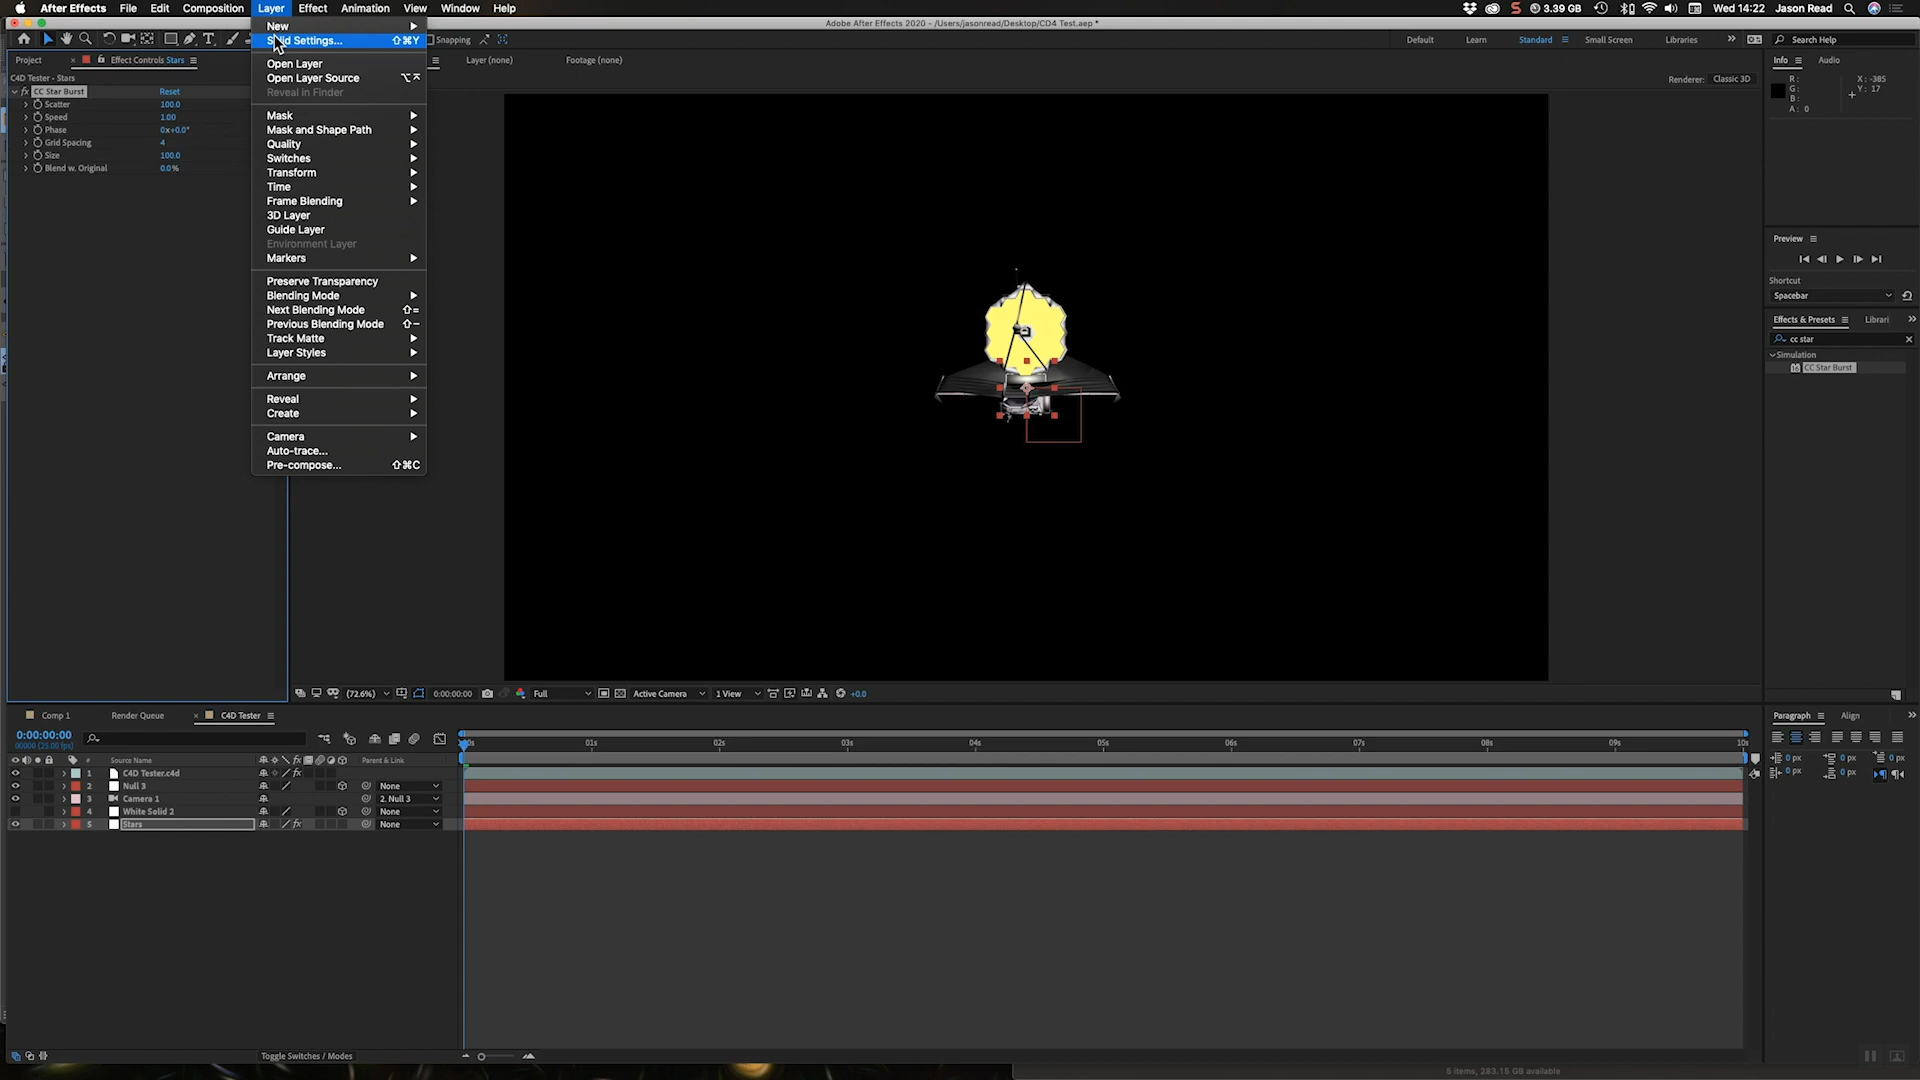 After Effects File Edit Composition Layer Effect Animation View Window Help 3.39 GB Wed 14:22 Jason Read
Adobe After Effects 2020 - /Users/jasonread/Desktop/CD4 Test.aep *
Snapping Default Learn Standard Small Screen Libraries Search Help
Project Effect Controls Stars Layer (none) Footage (none) Info Audio
C4D Tester • Stars Renderer: Classic 3D
CC Star Burst Reset
Scatter 100.0
Speed 1.00
Phase 0x+0.0°
Grid Spacing 4
Size 100.0
Blend w. Original 0.0%
New
Solid Settings... ⇧⌘Y
Open Layer
Open Layer Source
Reveal in Finder
Mask
Mask and Shape Path
Quality
Switches
Transform
Time
Frame Blending
3D Layer
Guide Layer
Environment Layer
Markers
Preserve Transparency
Blending Mode
Next Blending Mode ⇧=
Previous Blending Mode ⇧-
Track Matte
Layer Styles
Arrange
Reveal
Create
Camera
Auto-trace...
Pre-compose... ⇧⌘C
R: X: -385
G: Y: 17
B:
A: 0
Preview
Shortcut
Spacebar
Effects & Presets Librari
cc star
Simulation
CC Star Burst
(72.6%) 0:00:00:00 Full Active Camera 1 View +0.0
Comp 1 Render Queue C4D Tester
0:00:00:00
00000 (25.00 fps)
00s 01s 02s 03s 04s 05s 06s 07s 08s 09s 10s
# Source Name Parent & Link
1 C4D Tester.c4d
2 Null 3 None
3 Camera 1 2. Null 3
4 White Solid 2 None
5 Stars None
Toggle Switches / Modes
Paragraph Align
0 px 0 px 0 px
0 px 0 px
5 items, 283.15 GB available